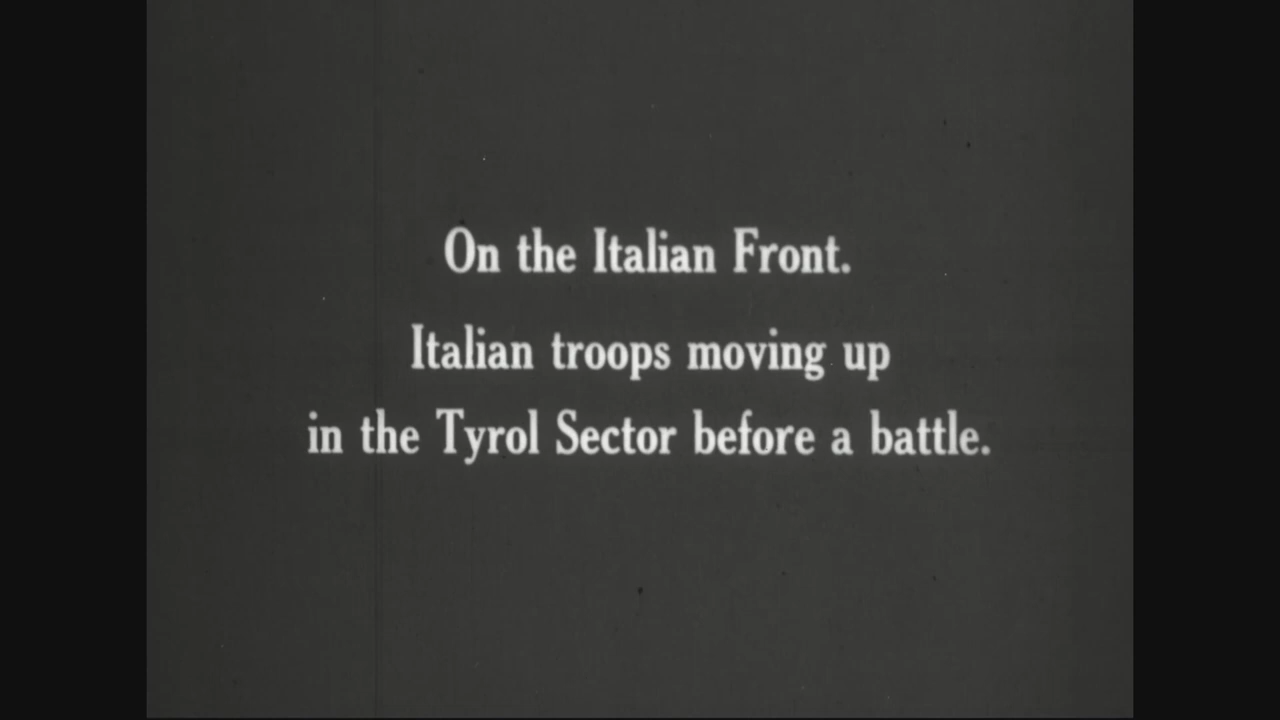 On the Italian Front.
Italian troops moving up
in the Tyrol Sector before a battle.